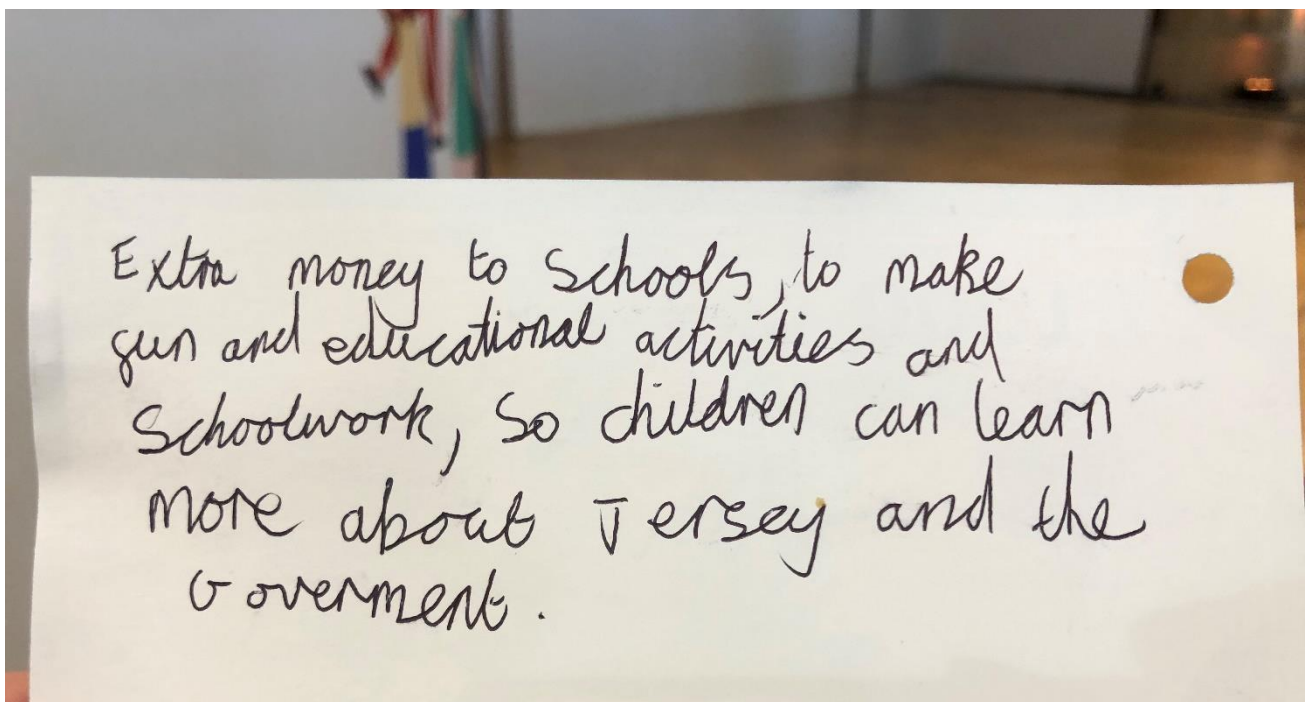 Extra money to Schools, to make
fun and educational activities and
Schoolwork, So children can learn
more about Jersey and the
Goverment.